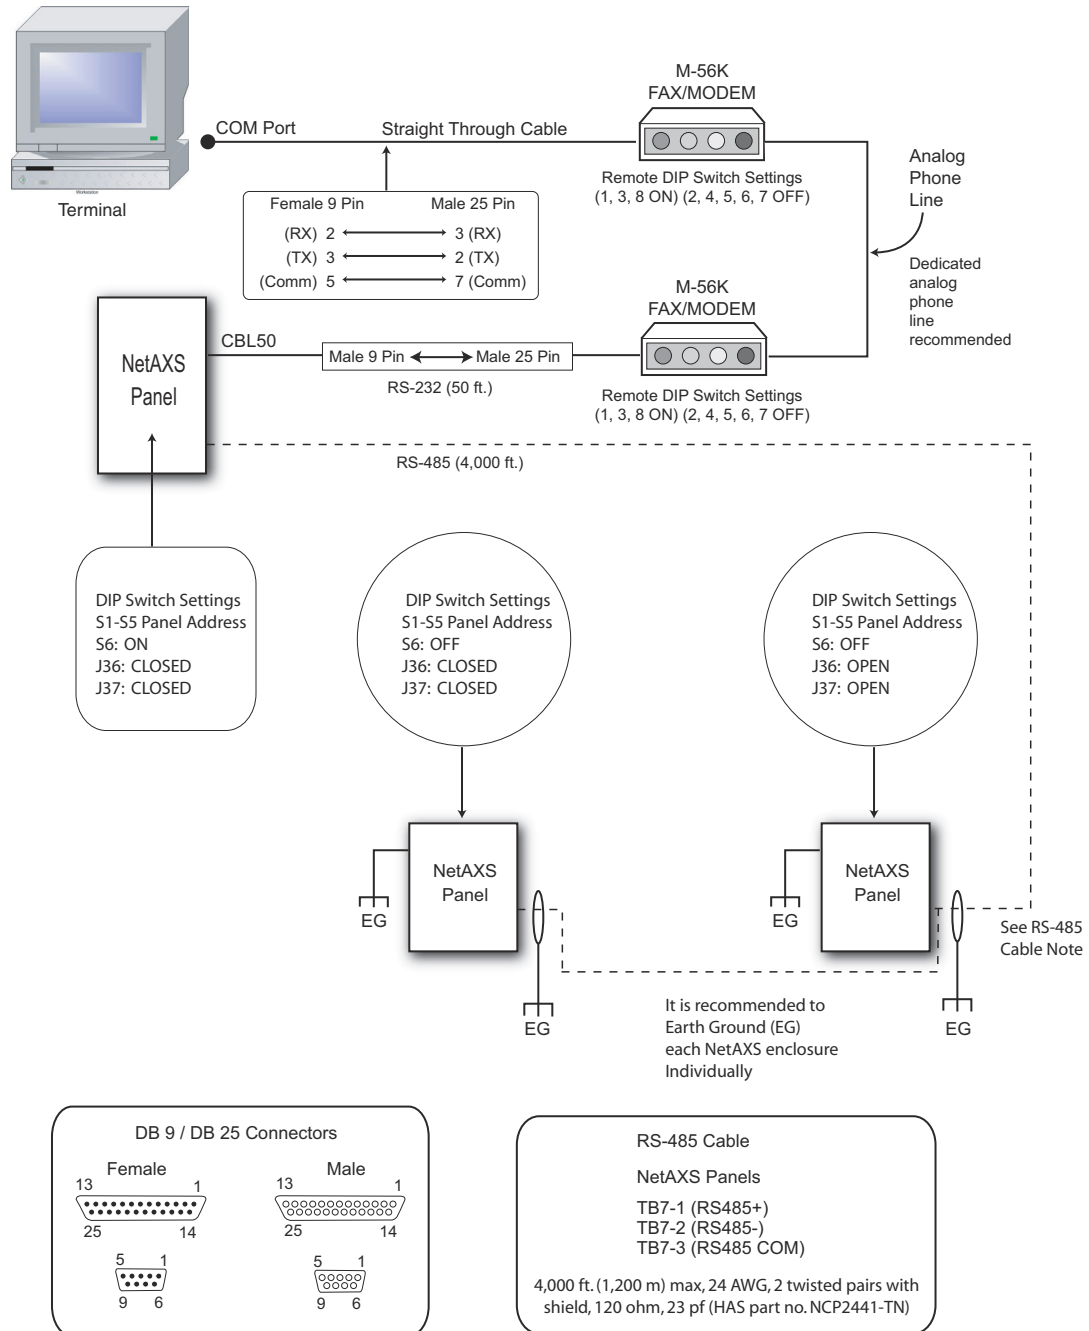 M-56K
FAX/MODEM
COM Port
Straight Through Cable
Workstation
Terminal
Remote DIP Switch Settings
(1, 3, 8 ON) (2, 4, 5, 6, 7 OFF)
Analog
Phone
Line
Female 9 Pin Male 25 Pin
(RX) 2 3 (RX)
(TX) 3 2 (TX)
(Comm) 5 7 (Comm)
Dedicated
analog
phone
line
recommended
M-56K
FAX/MODEM
NetAXS
Panel
CBL50
Male 9 Pin Male 25 Pin
RS-232 (50 ft.)
Remote DIP Switch Settings
(1, 3, 8 ON) (2, 4, 5, 6, 7 OFF)
RS-485 (4,000 ft.)
DIP Switch Settings
S1-S5 Panel Address
S6: ON
J36: CLOSED
J37: CLOSED
DIP Switch Settings
S1-S5 Panel Address
S6: OFF
J36: CLOSED
J37: CLOSED
DIP Switch Settings
S1-S5 Panel Address
S6: OFF
J36: OPEN
J37: OPEN
NetAXS
Panel
EG
EG
NetAXS
Panel
EG
EG
See RS-485
Cable Note
It is recommended to
Earth Ground (EG)
each NetAXS enclosure
Individually
DB 9 / DB 25 Connectors
Female
13 1
25 14
5 1
9 6
Male
13 1
25 14
5 1
9 6
RS-485 Cable
NetAXS Panels
TB7-1 (RS485+)
TB7-2 (RS485-)
TB7-3 (RS485 COM)
4,000 ft. (1,200 m) max, 24 AWG, 2 twisted pairs with
shield, 120 ohm, 23 pf (HAS part no. NCP2441-TN)